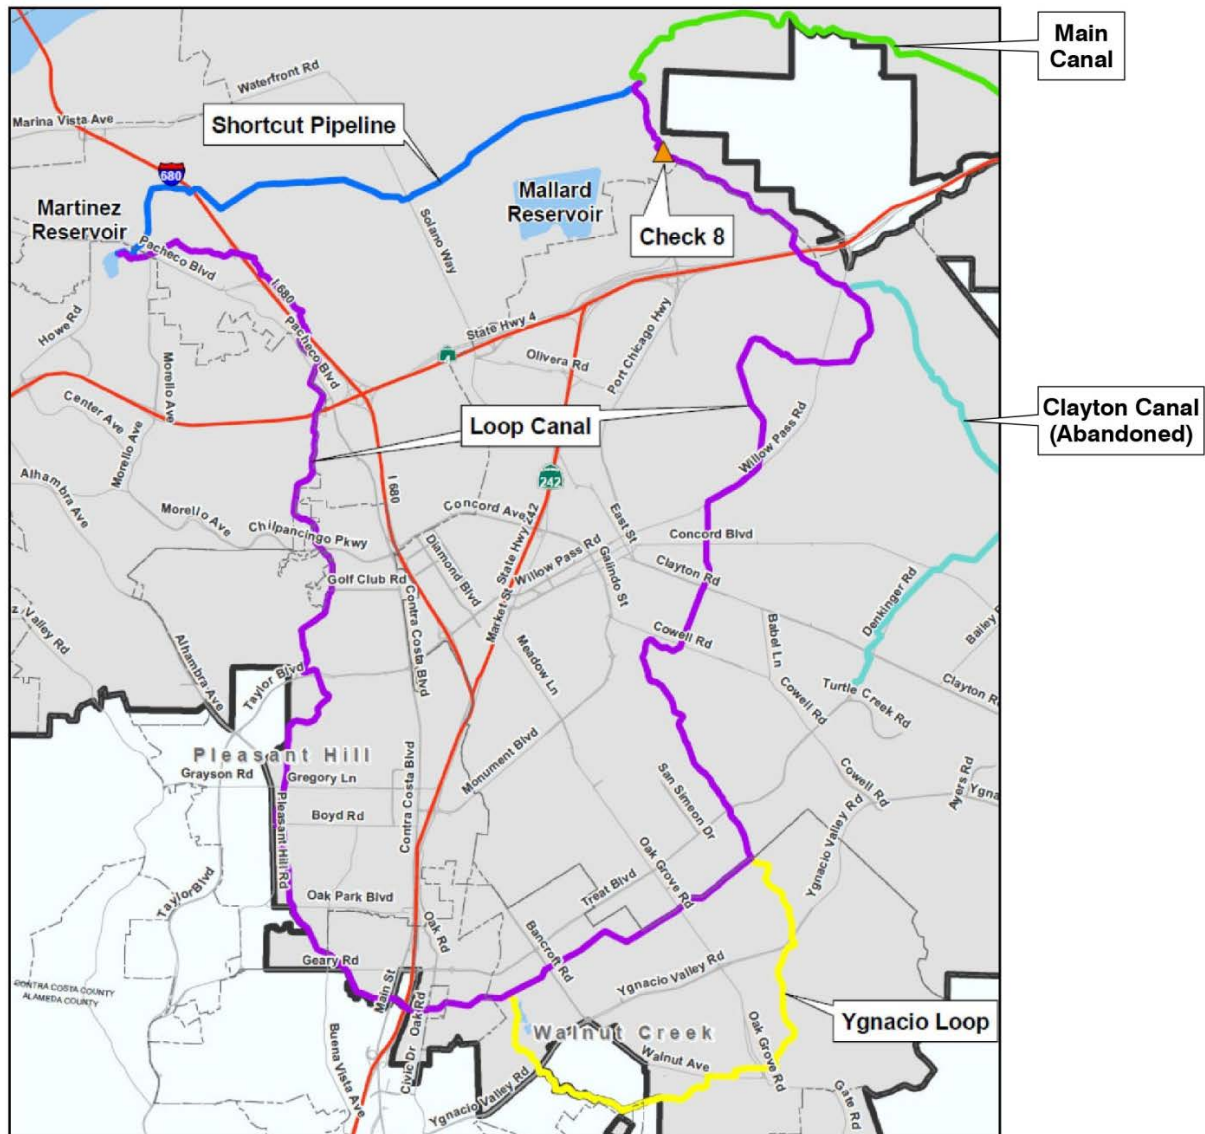 Main
Canal
Waterfront Rd
Marina Vista Ave
Shortcut Pipeline
680
Martinez
Reservoir
Mallard
Reservoir
Check 8
Solano Way
Pacheco Blvd
I 680
Howe Rd
Pacheco Blvd
State Hwy 4
Port Chicago Hwy
Olivera Rd
Morello Ave
Center Ave
Loop Canal
Clayton Canal
(Abandoned)
Morello Ave
Willow Pass Rd
Alhambra Ave
I 680
242
Morello Ave
Chilpancingo Pkwy
Concord Ave
State Hwy 242
East St
Concord Blvd
Diamond Blvd
Willow Pass Rd
Galindo St
Clayton Rd
Golf Club Rd
Contra Costa Blvd
Market St
Denkinger Rd
Valley Rd
Cowell Rd
Babel Ln
Bailey R
Alhambra Ave
Meadow Ln
Taylor Blvd
Cowell Rd
Turtle Creek Rd
Clayton R
Pleasant Hill
Monument Blvd
Grayson Rd
Gregory Ln
Contra Costa Blvd
San Simeon Dr
Cowell Rd
Ayers Rd
Ygna
Pleasant Hill Rd
Boyd Rd
Oak Grove Rd
Ygnacio Valley Rd
Taylor Blvd
Oak Park Blvd
Treat Blvd
Oak Rd
Bancroft Rd
Geary Rd
Main St
Ygnacio Valley Rd
CONTRA COSTA COUNTY
ALAMEDA COUNTY
Oak Rd
Ygnacio Loop
Walnut Creek
Oak Grove Rd
Buena Vista Ave
Civic Dr
Walnut Ave
Ygnacio Valley Rd
Gate Rd